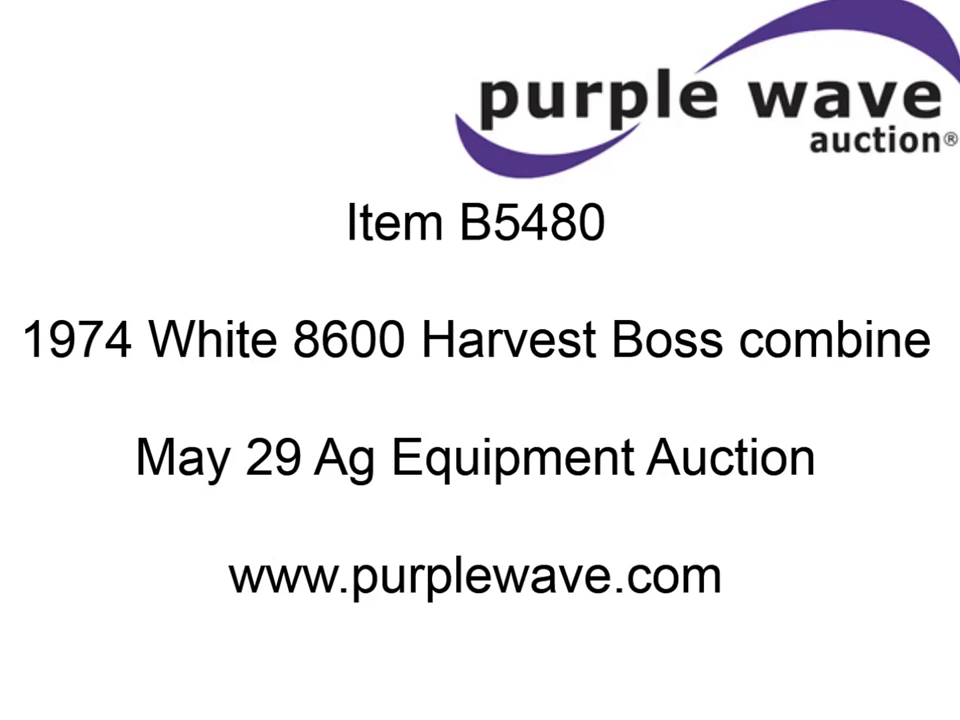 purple wave
auction®
Item B5480
1974 White 8600 Harvest Boss combine
May 29 Ag Equipment Auction
www.purplewave.com